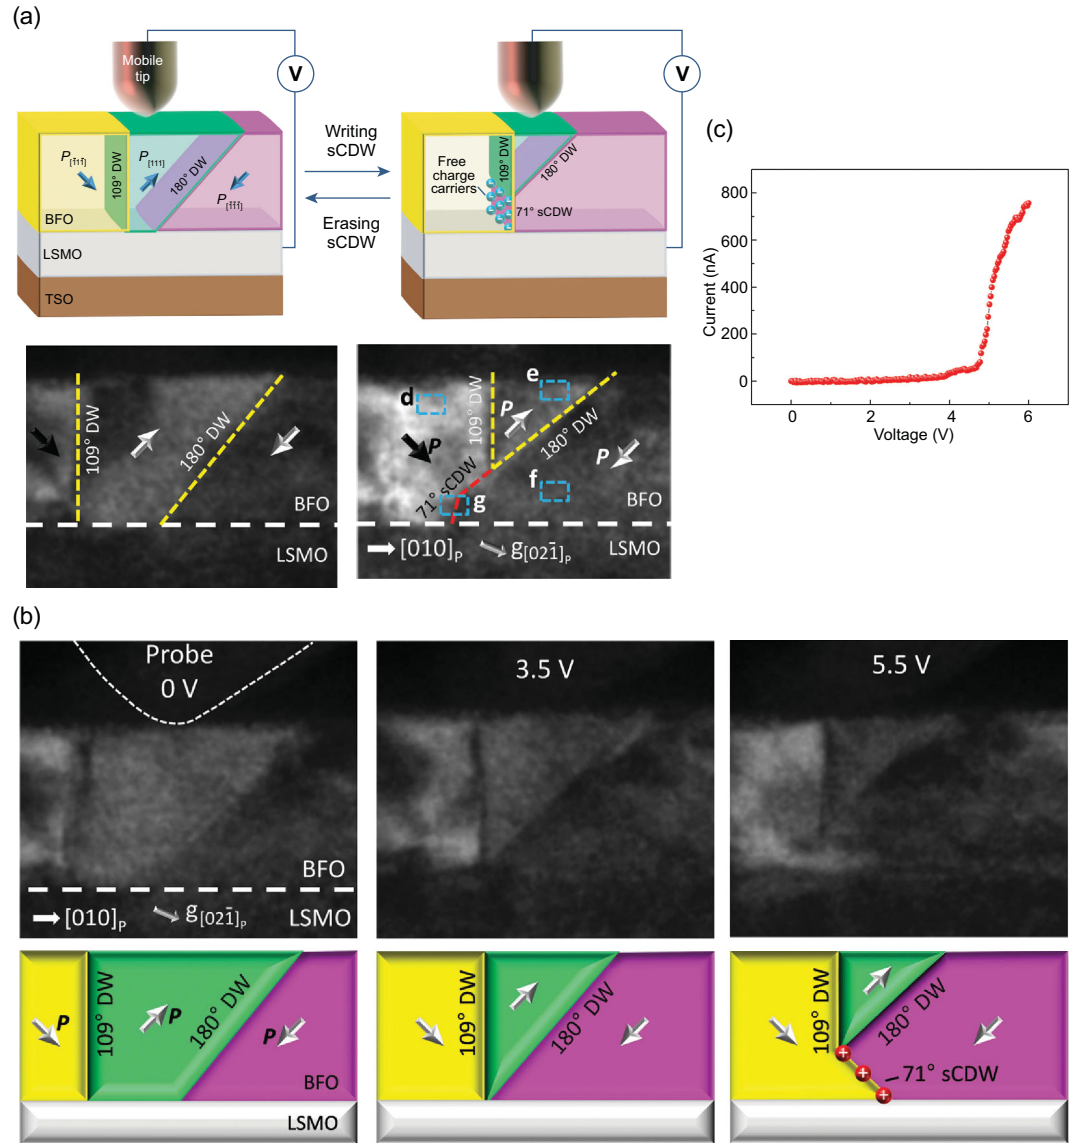 (a)
Mobile
tip
V
P[1̄11̄]
109° DW
P[111]
180° DW
P[1̄1̄1̄]
BFO
LSMO
TSO
Writing
sCDW
Erasing
sCDW
V
Free
charge
carriers
109° DW
180° DW
71° sCDW
109° DW
180° DW
BFO
LSMO
d
e
P
P
109° DW
180° DW
P
71° sCDW
f
g
BFO
[010]P
g[021̄]P
LSMO
(c)
Current (nA)
800
600
400
200
0
0
2
4
6
Voltage (V)
(b)
Probe
0 V
BFO
[010]P
g[021̄]P
LSMO
3.5 V
5.5 V
P
109° DW
P
180° DW
P
BFO
LSMO
109° DW
180° DW
109° DW
180° DW
+
+
+
71° sCDW